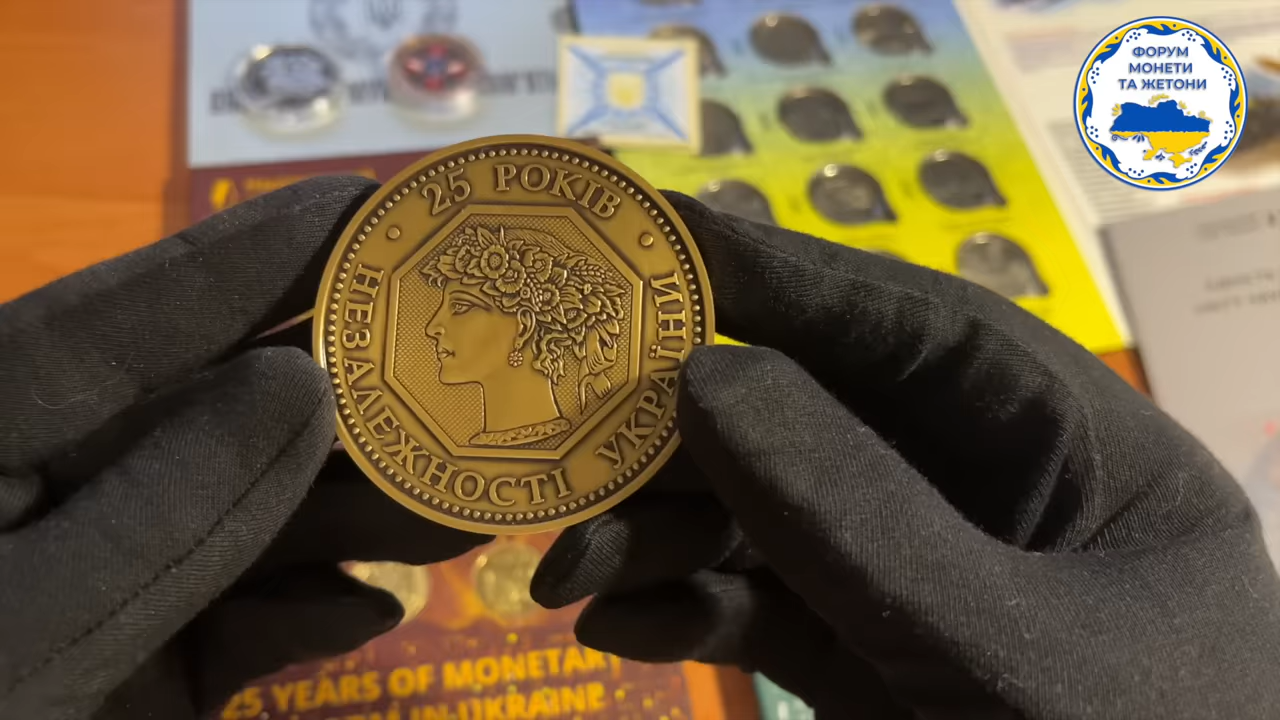 ФОРУМ
МОНЕТИ
ТА ЖЕТОНИ
25 РОКІВ
НЕЗАЛЕЖНОСТІ УКРАЇНИ
25 YEARS OF MONETARY
IN UKRAINE